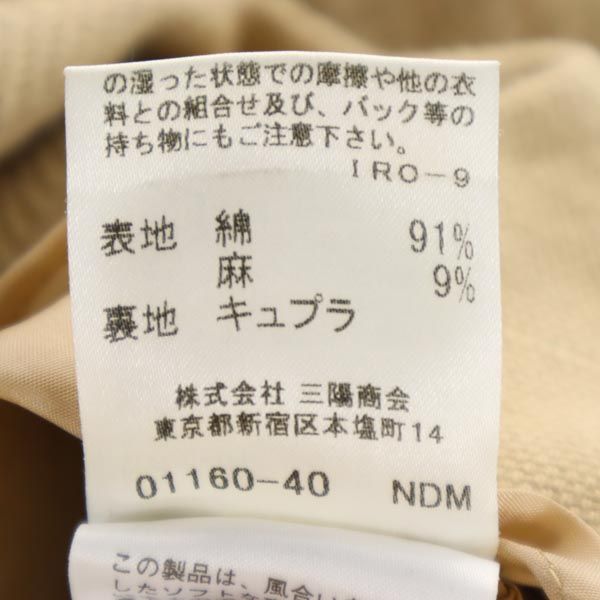 の湿った状態での摩擦や他の衣
料との組合せ及び、バック等の
持ち物にもご注意下さい。
IRO-9
表地 綿 91%
麻 9%
裏地 キュプラ
株式会社 三陽商会
東京都新宿区本塩町14
01160-40 NDM
この製品は、風合い